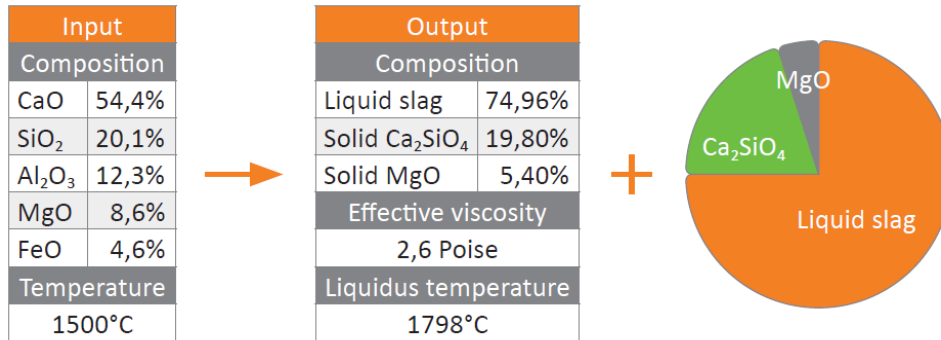 Input
Composition
CaO 54,4%
SiO₂ 20,1%
Al₂O₃ 12,3%
MgO 8,6%
FeO 4,6%
Temperature
1500°C
Output
Composition
Liquid slag 74,96%
Solid Ca₂SiO₄ 19,80%
Solid MgO 5,40%
Effective viscosity
2,6 Poise
Liquidus temperature
1798°C
+
MgO
Ca₂SiO₄
Liquid slag